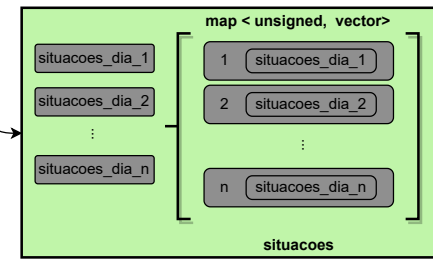 map < unsigned, vector>
situacoes_dia_1
situacoes_dia_2
⋮
situacoes_dia_n
1 situacoes_dia_1
2 situacoes_dia_2
⋮
n situacoes_dia_n
situacoes